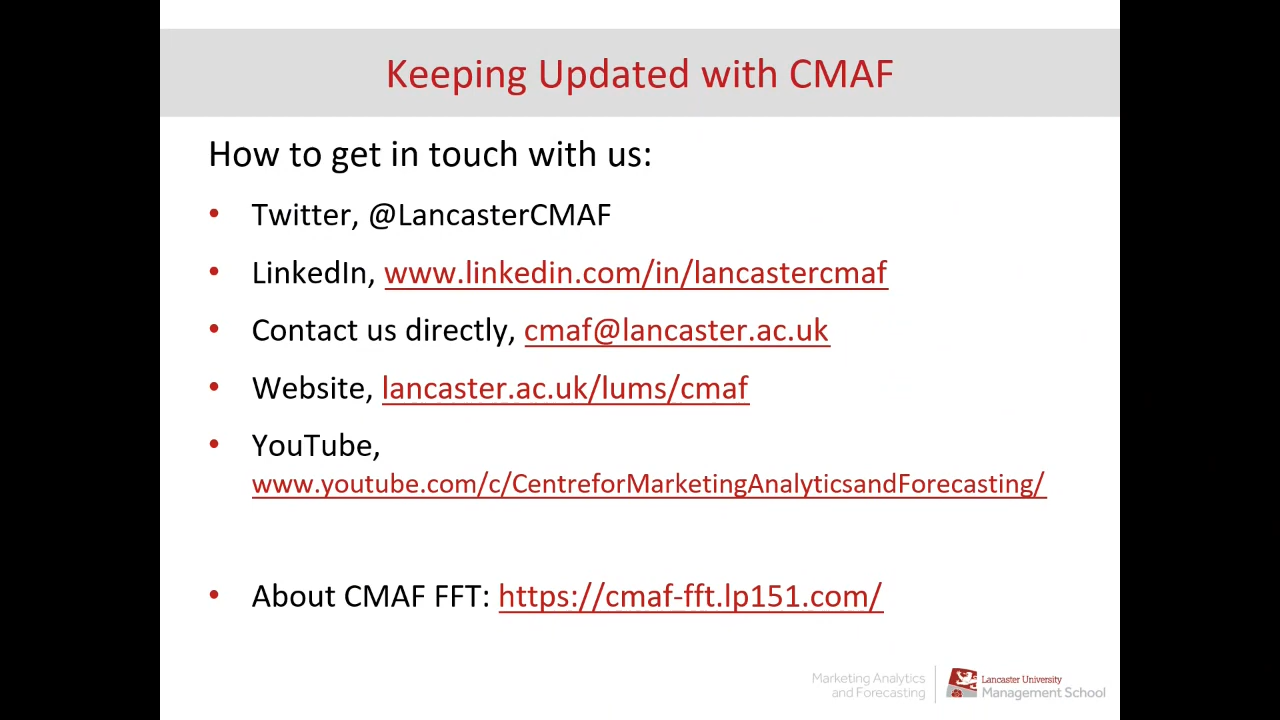 Keeping Updated with CMAF
How to get in touch with us:
• Twitter, @LancasterCMAF
• LinkedIn, www.linkedin.com/in/lancastercmaf
• Contact us directly, cmaf@lancaster.ac.uk
• Website, lancaster.ac.uk/lums/cmaf
• YouTube,
www.youtube.com/c/CentreforMarketingAnalyticsandForecasting/
• About CMAF FFT: https://cmaf-fft.lp151.com/
Marketing Analytics
and Forecasting
Lancaster University
Management School